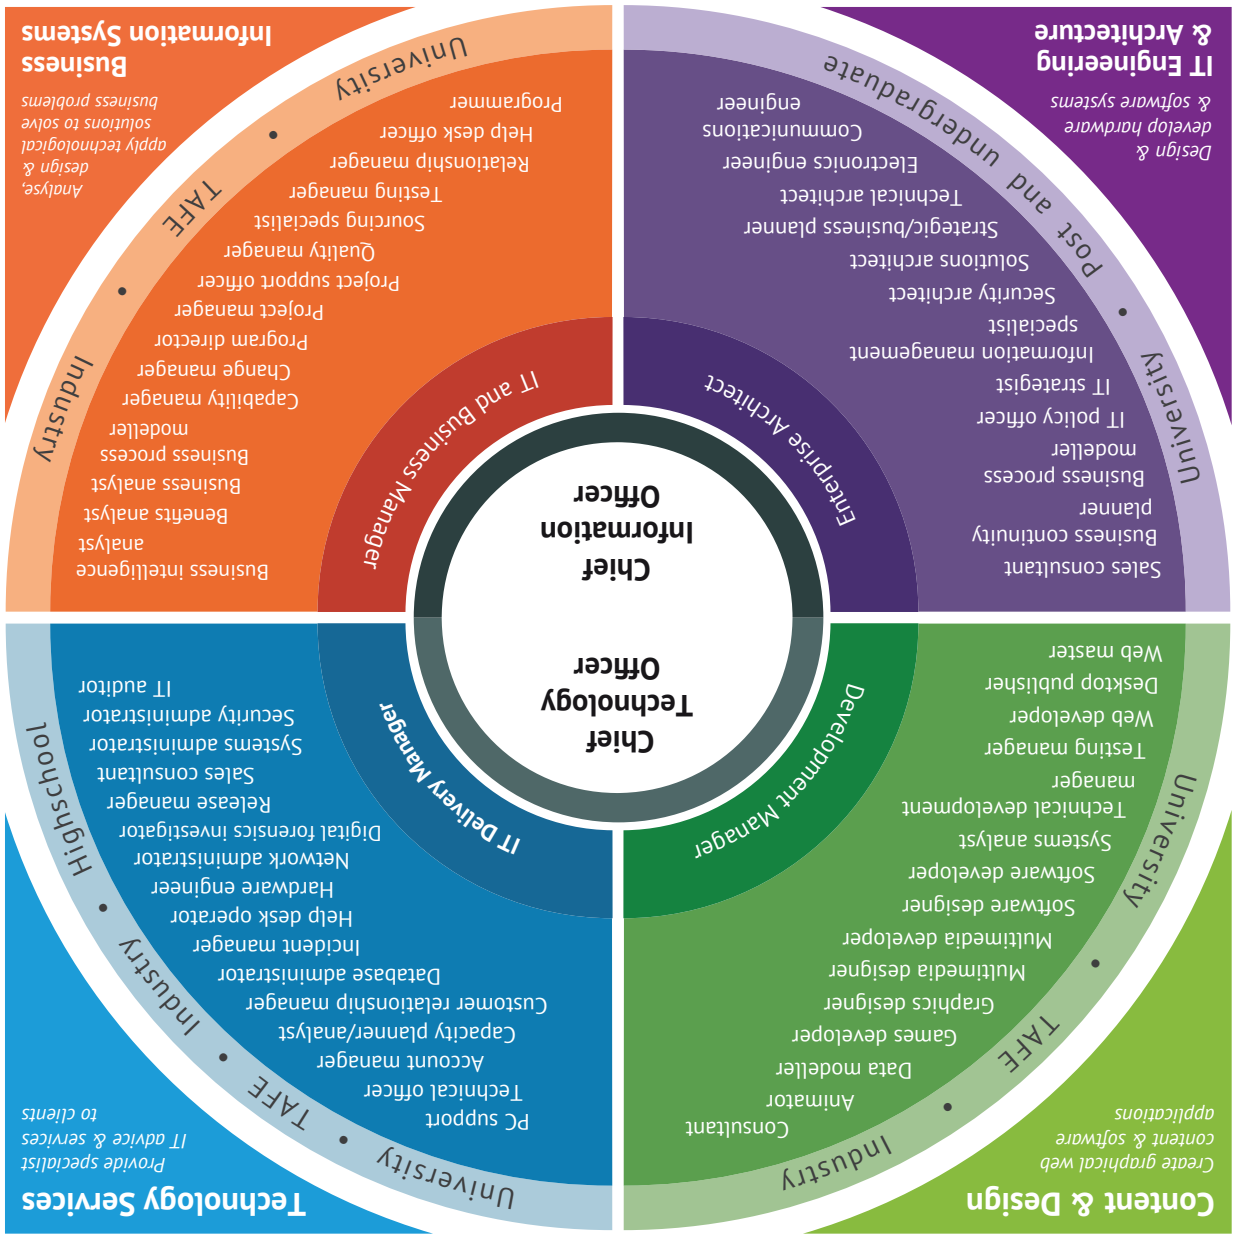 Content & Design
Create graphical web
content & software
applications
University • TAFE • Industry
Consultant
Animator
Data modeller
Games developer
Graphics designer
Multimedia designer
Multimedia developer
Software designer
Software developer
Systems analyst
Technical development
manager
Testing manager
Web developer
Desktop publisher
Web master
Development Manager
Technology Services
Provide specialist
IT advice & services
to clients
University • TAFE • Industry • Highschool
PC support
Technical officer
Account manager
Capacity planner/analyst
Customer relationship manager
Database administrator
Incident manager
Help desk operator
Hardware engineer
Network administrator
Digital forensics investigator
Release manager
Sales consultant
Systems administrator
Security administrator
IT auditor
IT Delivery Manager
Chief
Technology
Officer
Chief
Information
Officer
Sales consultant
Business continuity
planner
Business process
modeller
IT policy officer
IT strategist
Information management
specialist
Security architect
Solutions architect
Strategic/business planner
Technical architect
Electronics engineer
Communications
engineer
Enterprise Architect
University • Post and undergraduate
Design &
develop hardware
& software systems
IT Engineering
& Architecture
Business intelligence
analyst
Benefits analyst
Business analyst
Business process
modeller
Capability manager
Change manager
Program director
Project manager
Project support officer
Quality manager
Sourcing specialist
Testing manager
Relationship manager
Help desk officer
Programmer
IT and Business Manager
University • TAFE • Industry
Analyse,
design &
apply technological
solutions to solve
business problems
Business
Information Systems